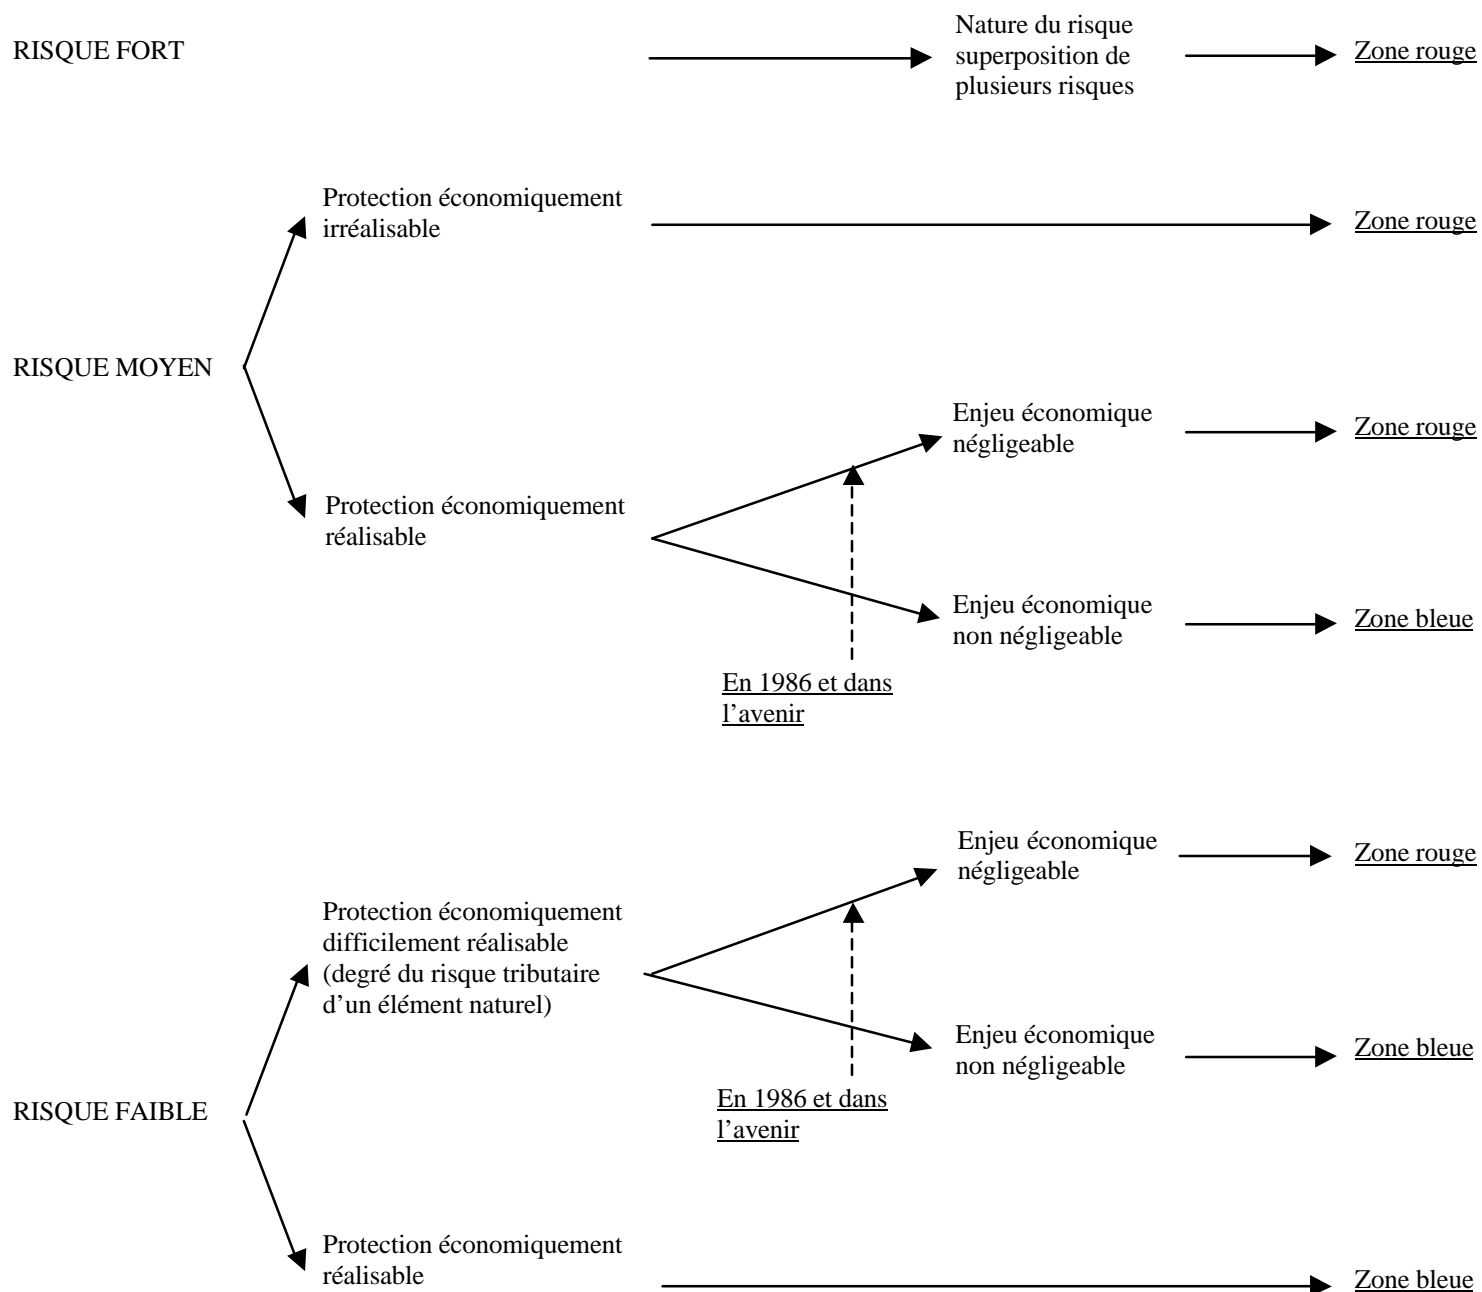 RISQUE FORT
Nature du risque
superposition de
plusieurs risques
Zone rouge
Protection économiquement
irréalisable
Zone rouge
RISQUE MOYEN
Enjeu économique
négligeable
Zone rouge
Protection économiquement
réalisable
Enjeu économique
non négligeable
Zone bleue
En 1986 et dans
l’avenir
Enjeu économique
négligeable
Zone rouge
Protection économiquement
difficilement réalisable
(degré du risque tributaire
d’un élément naturel)
Enjeu économique
non négligeable
Zone bleue
En 1986 et dans
l’avenir
RISQUE FAIBLE
Protection économiquement
réalisable
Zone bleue